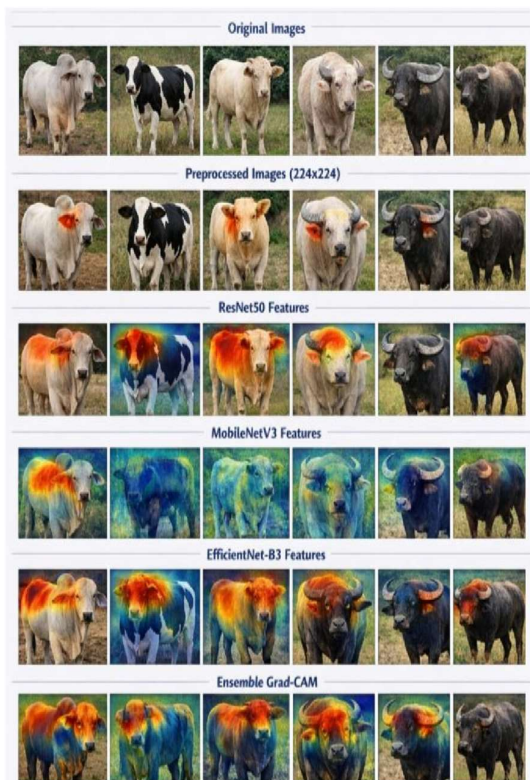 Original Images
Preprocessed Images (224x224)
ResNet50 Features
MobileNetV3 Features
EfficientNet-B3 Features
Ensemble Grad-CAM